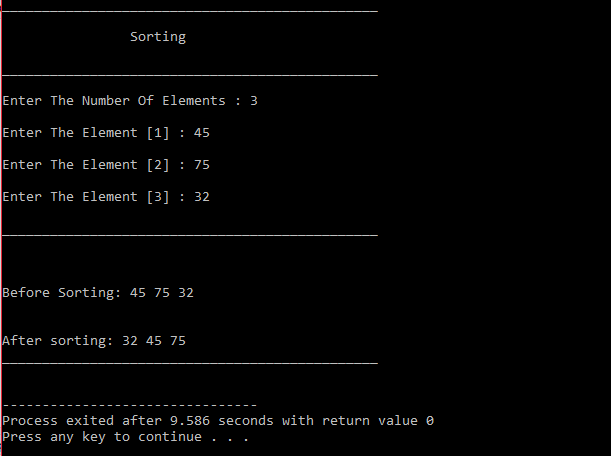 Sorting
Enter The Number Of Elements : 3
Enter The Element [1] : 45
Enter The Element [2] : 75
Enter The Element [3] : 32
Before Sorting: 45 75 32
After sorting: 32 45 75
--------------------------------
Process exited after 9.586 seconds with return value 0
Press any key to continue . . .